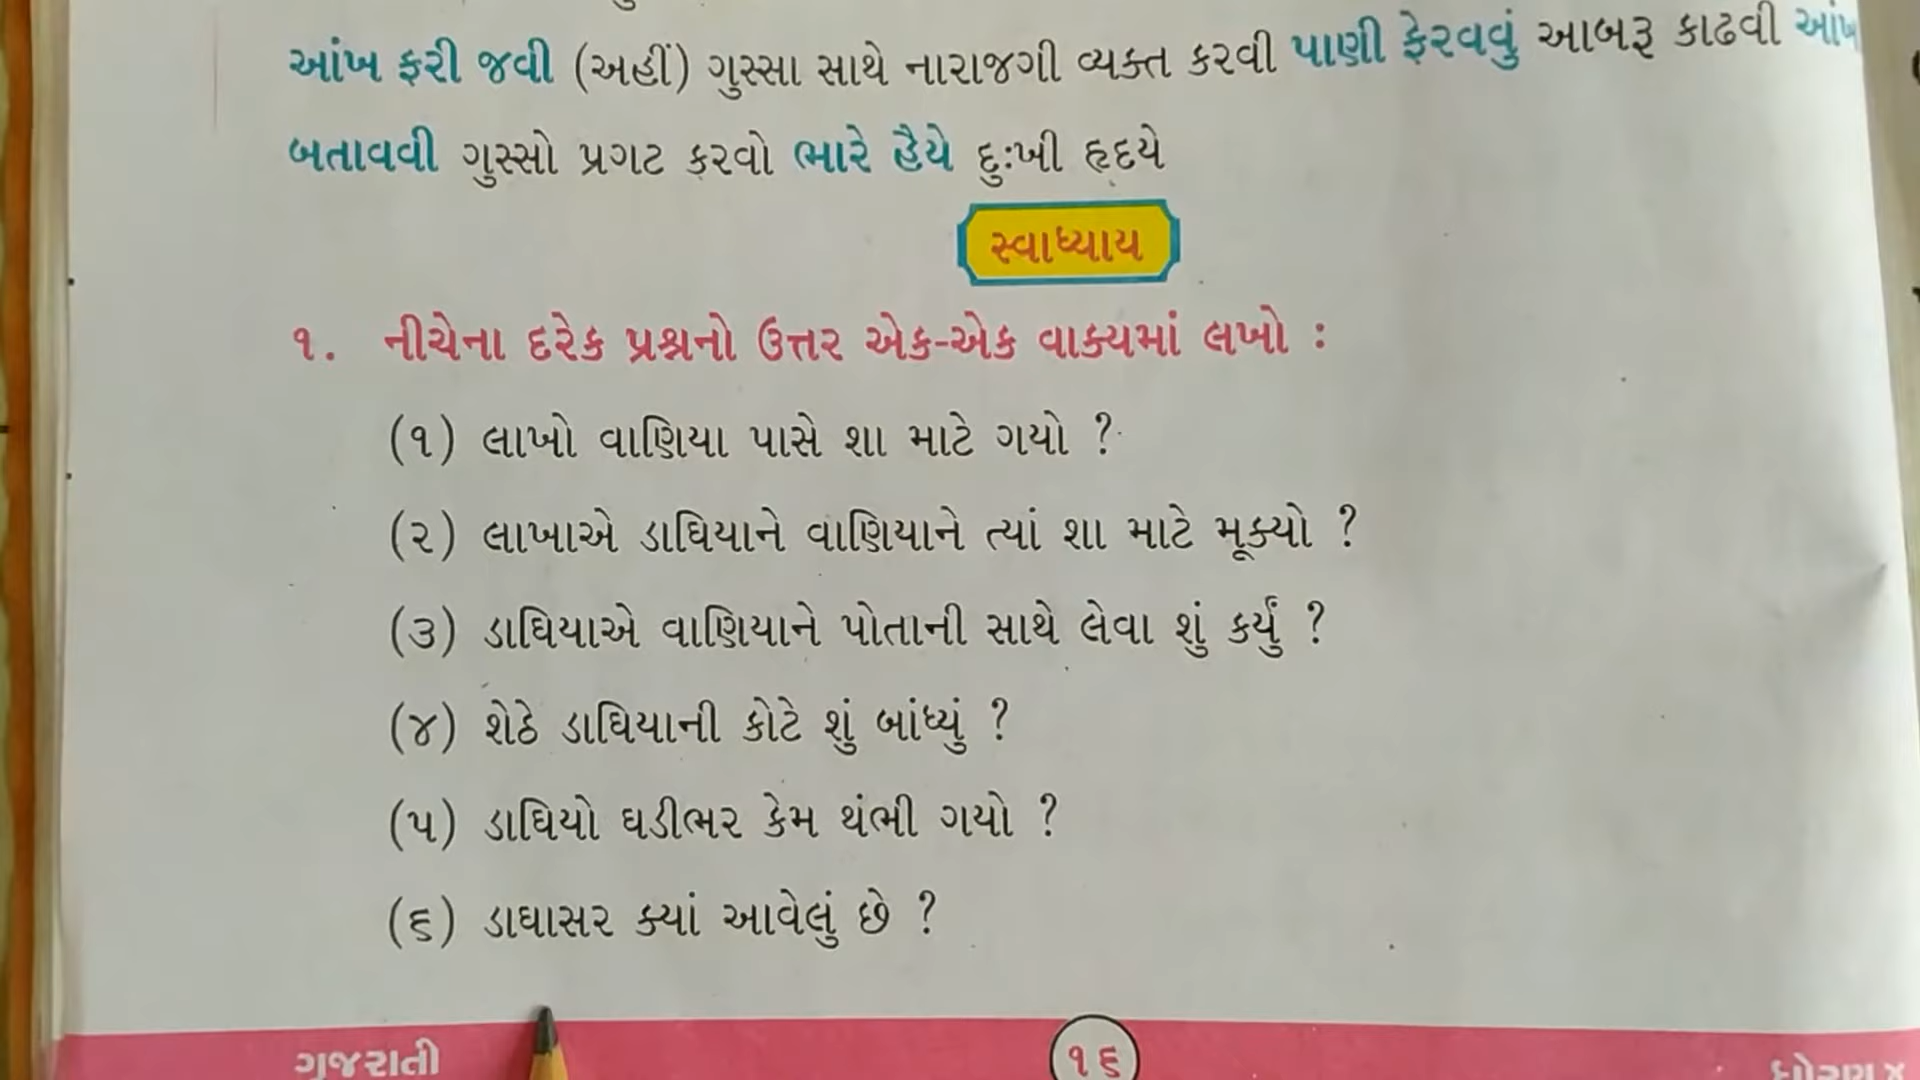 આંખ ફરી જવી (અહીં) ગુસ્સા સાથે નારાજગી વ્યક્ત કરવી પાણી ફેરવવું આબરૂ કાઢવી આંખ
બતાવવી ગુસ્સો પ્રગટ કરવો ભારે હૈયે દુઃખી હૃદયે
સ્વાધ્યાય
૧. નીચેના દરેક પ્રશ્નનો ઉત્તર એક-એક વાક્યમાં લખો :
(૧) લાખો વાણિયા પાસે શા માટે ગયો ?
(૨) લાખાએ ડાઘિયાને વાણિયાને ત્યાં શા માટે મૂક્યો ?
(૩) ડાઘિયાએ વાણિયાને પોતાની સાથે લેવા શું કર્યું ?
(૪) શેઠે ડાઘિયાની કોટે શું બાંધ્યું ?
(૫) ડાઘિયો ઘડીભર કેમ થંભી ગયો ?
(૬) ડાઘાસર ક્યાં આવેલું છે ?
ગુજરાતી ૧૬ ધોરણ